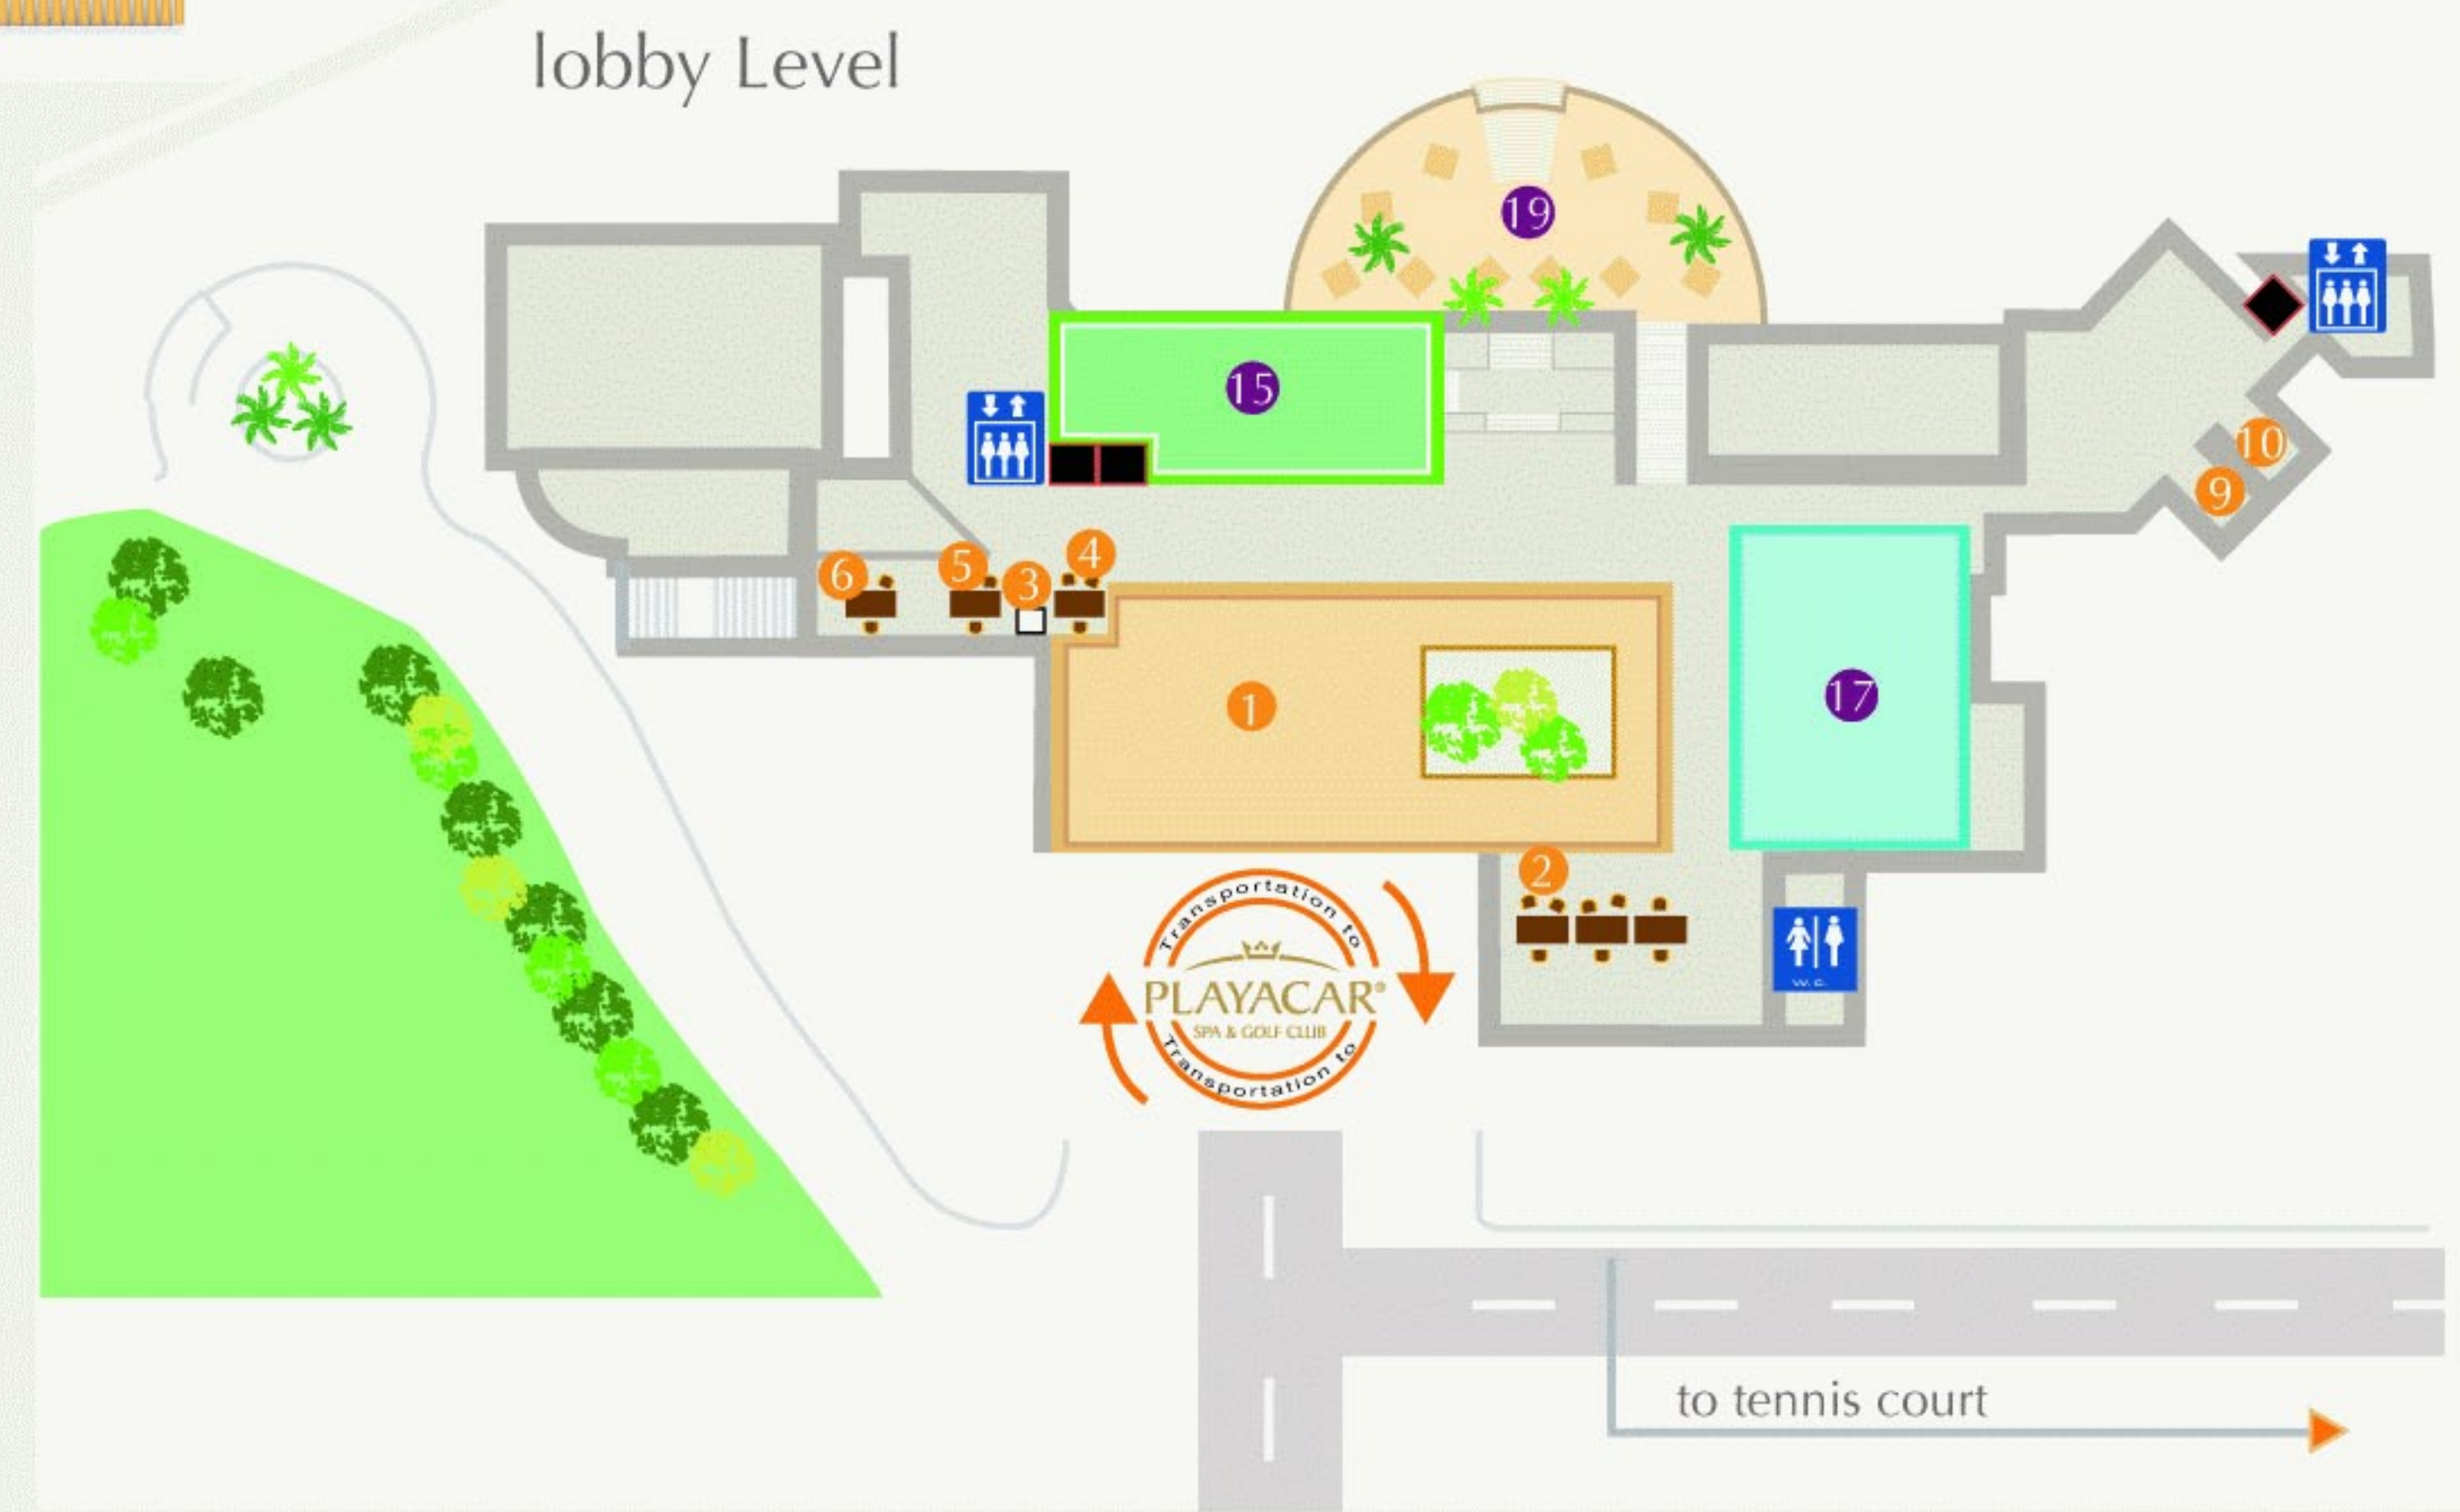 lobby Level
19
15
10
9
4
5
6
3
1
17
2
Transportation to
PLAYACAR®
SPA & GOLF CLUB
Transportation to
W.C.
to tennis court